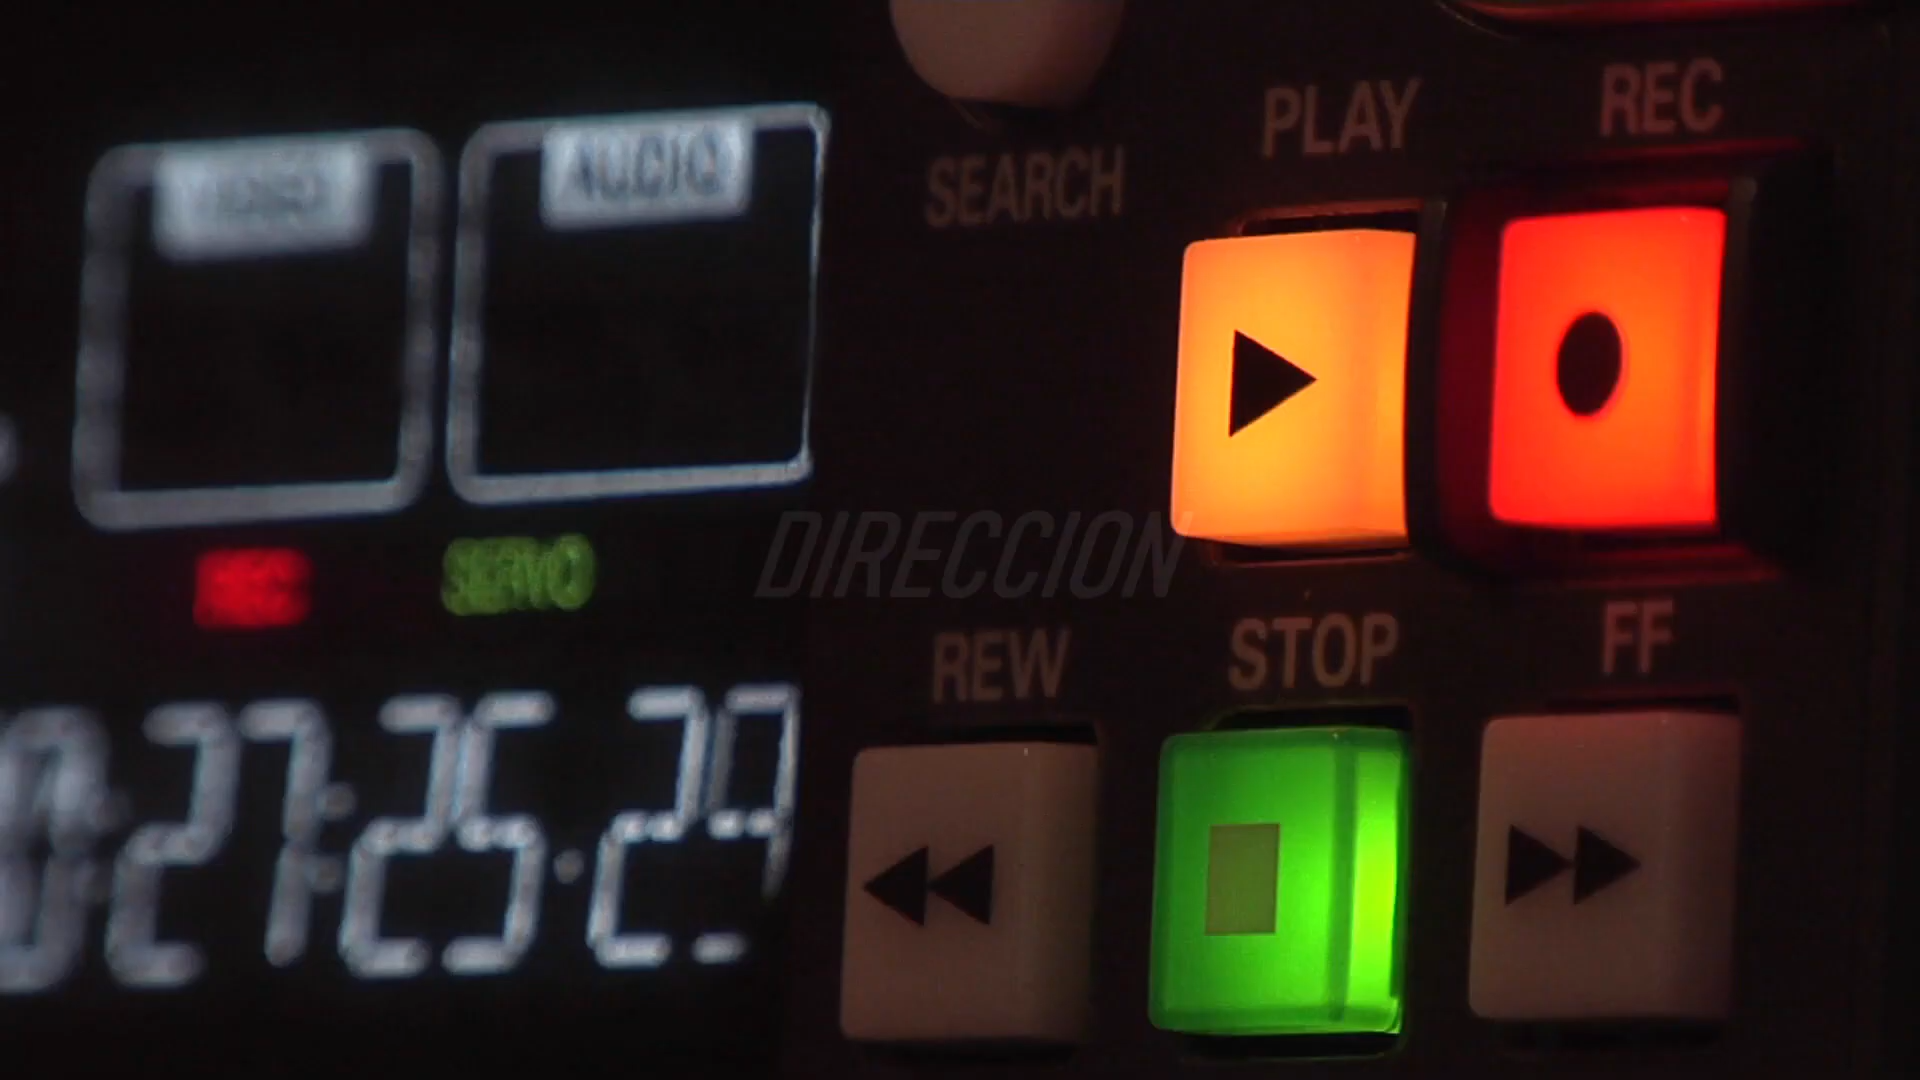 AUDIO
SEARCH
PLAY
REC
SERVO
DIRECCION
REW
STOP
FF
27:25:29